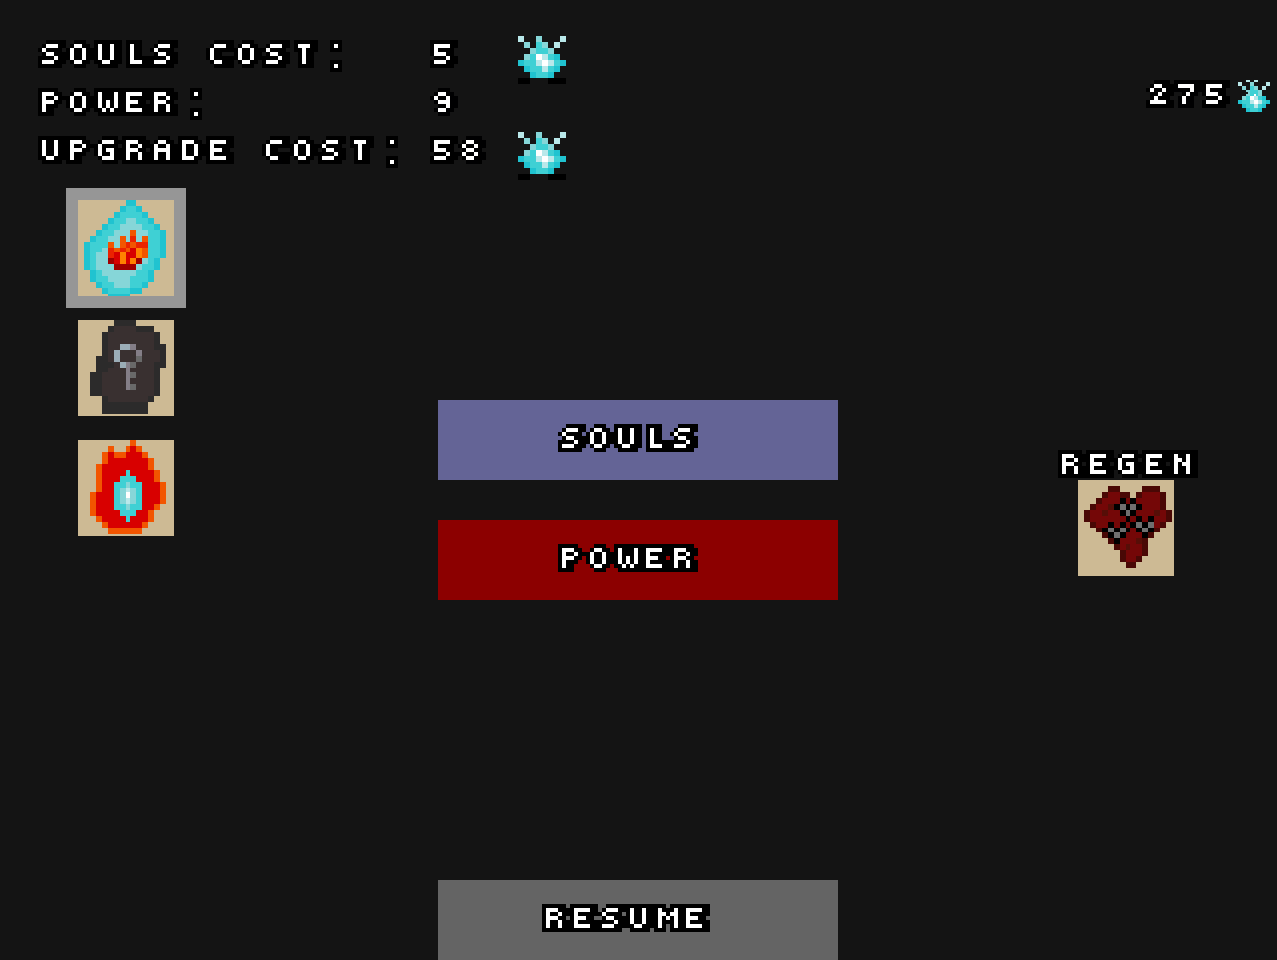 SOULS COST: 5
POWER: 9
275
UPGRADE COST: 58
SOULS
REGEN
POWER
RESUME